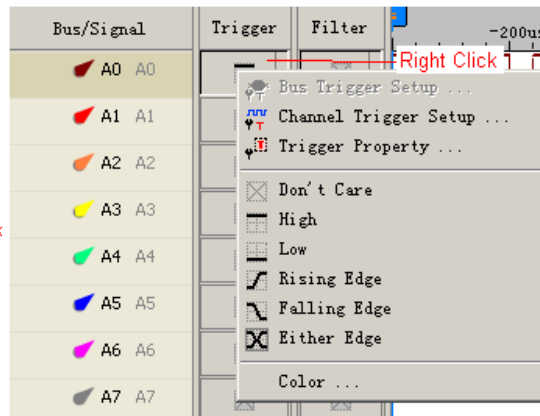 Bus/Signal Trigger Filter -200us
Right Click
A0 A0
Bus Trigger Setup ...
Channel Trigger Setup ...
A1 A1
Trigger Property ...
A2 A2
Don't Care
A3 A3
High
Low
A4 A4
Rising Edge
A5 A5
Falling Edge
Either Edge
A6 A6
Color ...
A7 A7